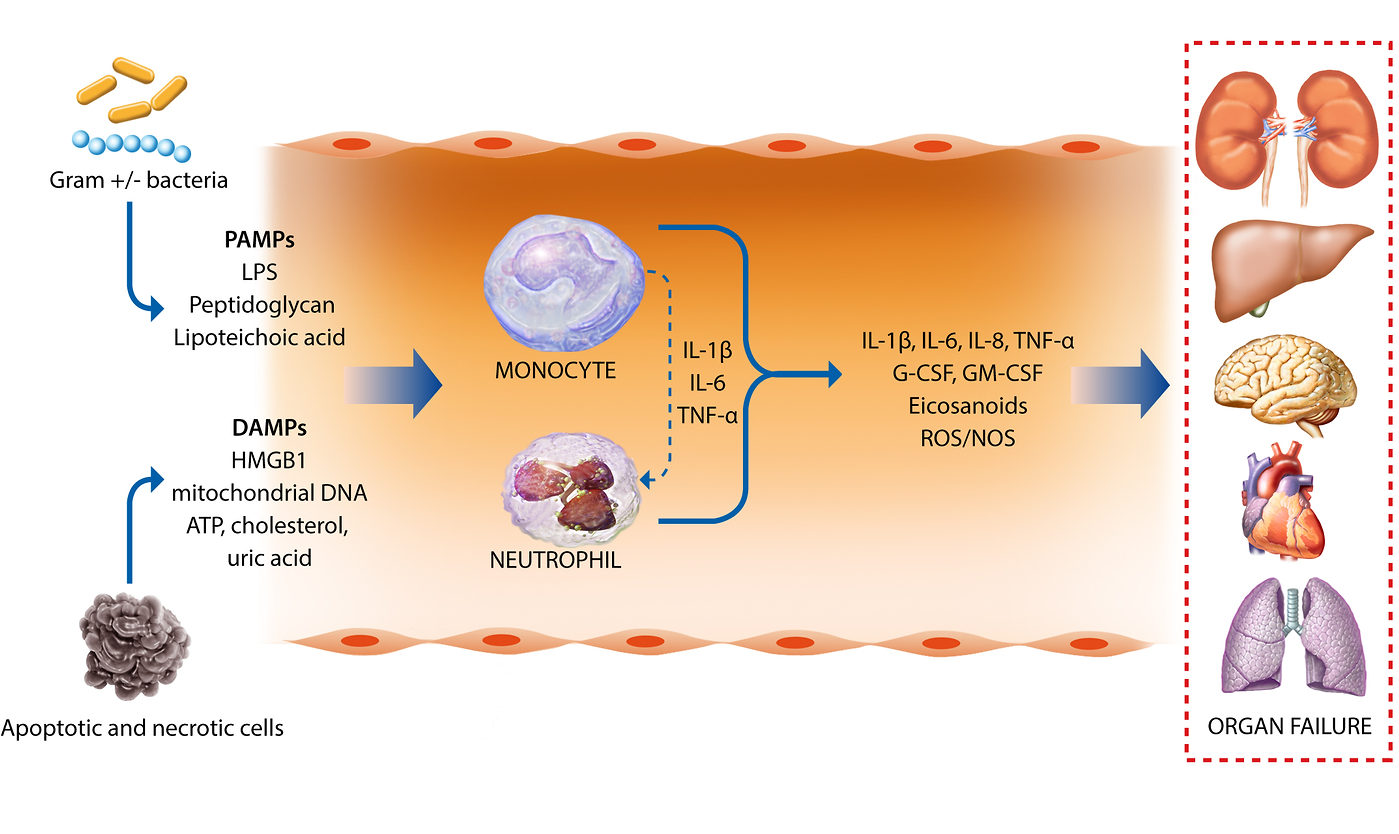 Gram +/- bacteria
PAMPs
LPS
Peptidoglycan
Lipoteichoic acid
DAMPs
HMGB1
mitochondrial DNA
ATP, cholesterol,
uric acid
Apoptotic and necrotic cells
MONOCYTE
NEUTROPHIL
IL-1β
IL-6
TNF-α
IL-1β, IL-6, IL-8, TNF-α
G-CSF, GM-CSF
Eicosanoids
ROS/NOS
ORGAN FAILURE